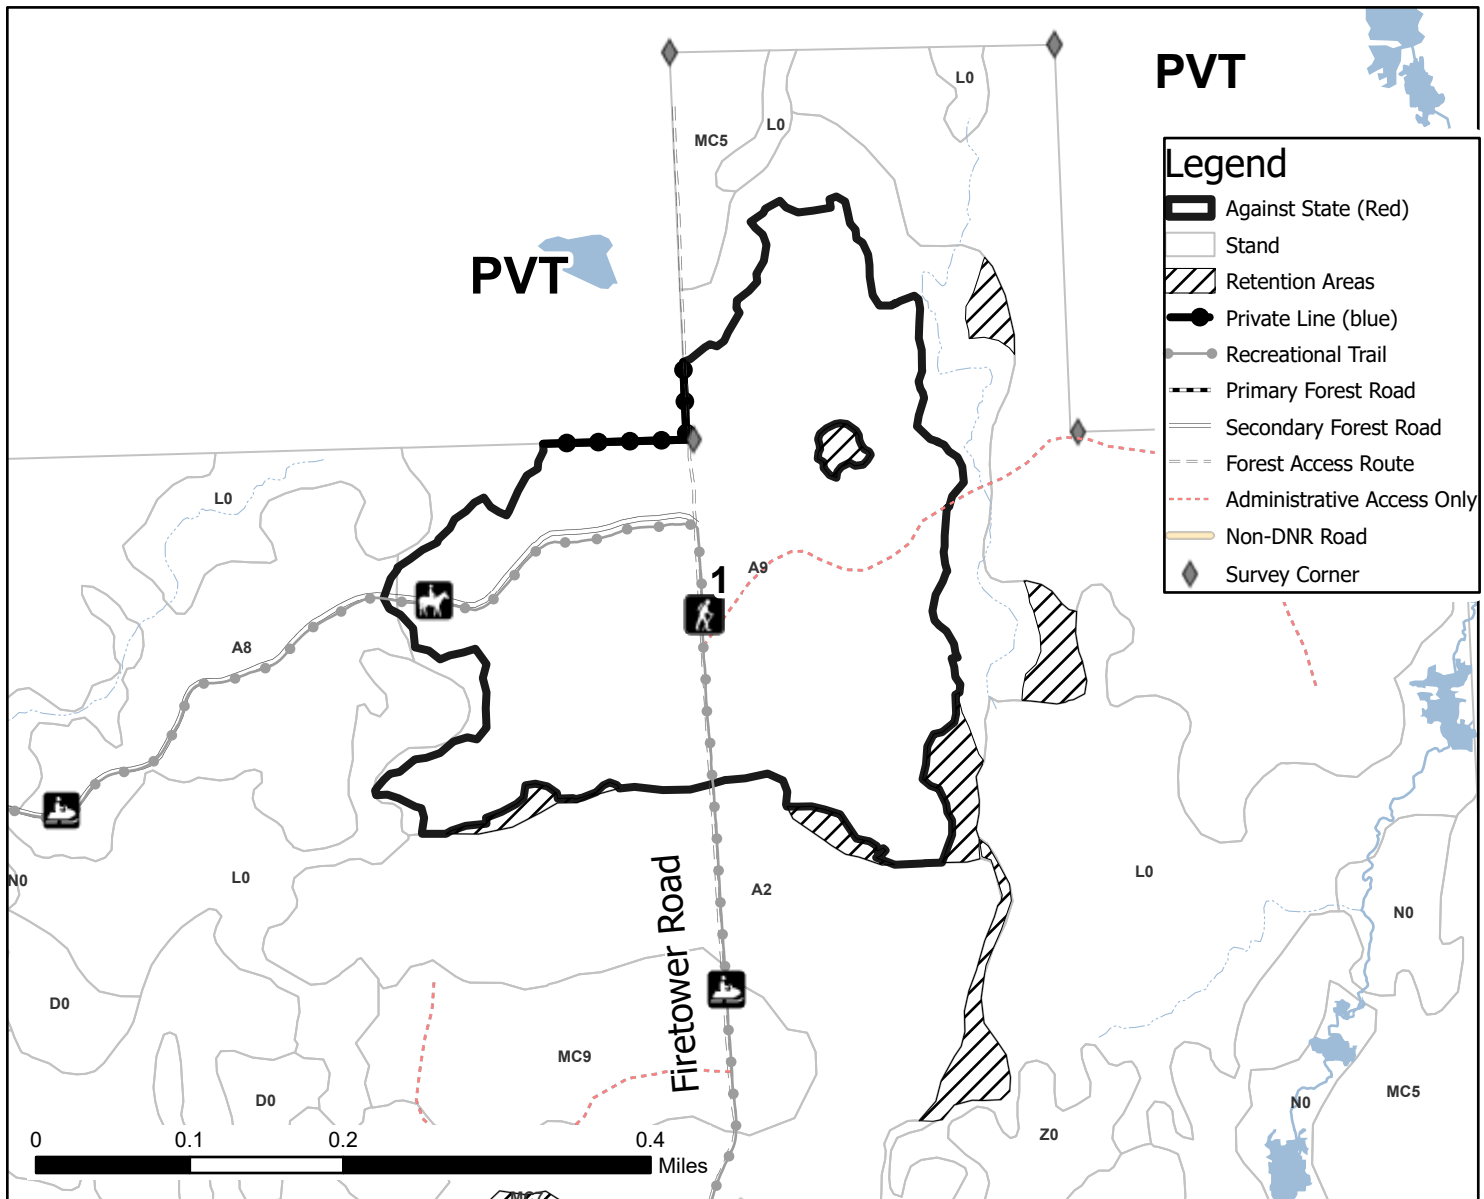 PVT
L0
L0
MC5
Legend
Against State (Red)
Stand
PVT
Retention Areas
Private Line (blue)
Recreational Trail
Primary Forest Road
Secondary Forest Road
Forest Access Route
L0
Administrative Access Only
Non-DNR Road
A9
1
Survey Corner
A8
N0
L0
A2
L0
N0
Firetower Road
D0
MC9
D0
N0
MC5
Z0
0 0.1 0.2 0.4
Miles